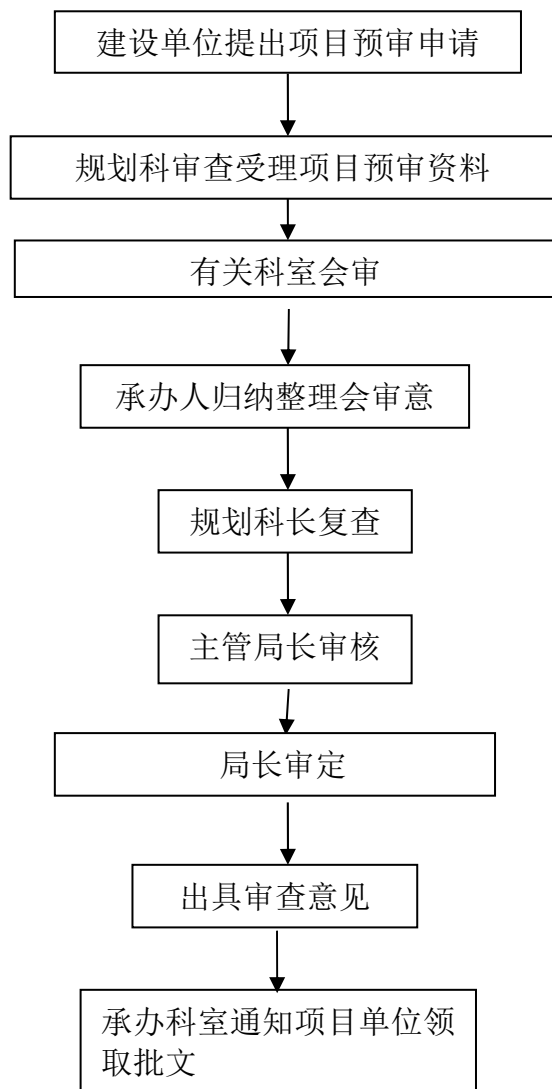 建设单位提出项目预审申请
规划科审查受理项目预审资料
有关科室会审
承办人归纳整理会审意
规划科长复查
主管局长审核
局长审定
出具审查意见
承办科室通知项目单位领
取批文